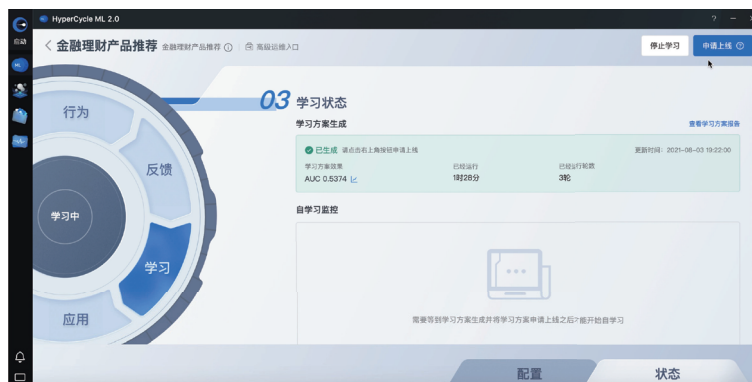 HyperCycle ML 2.0
启动
金融理财产品推荐 金融理财产品推荐 高级运维入口
停止学习
申请上线
行为
反馈
学习中
学习
应用
03 学习状态
学习方案生成
查看学习方案报告
已生成 请点击右上角按钮申请上线
更新时间：2021-08-03 19:22:00
学习方案效果
已经运行
已经运行轮数
AUC 0.5374
1时28分
3轮
自学习监控
需要等到学习方案生成并将学习方案申请上线之后才能开始自学习
配置
状态